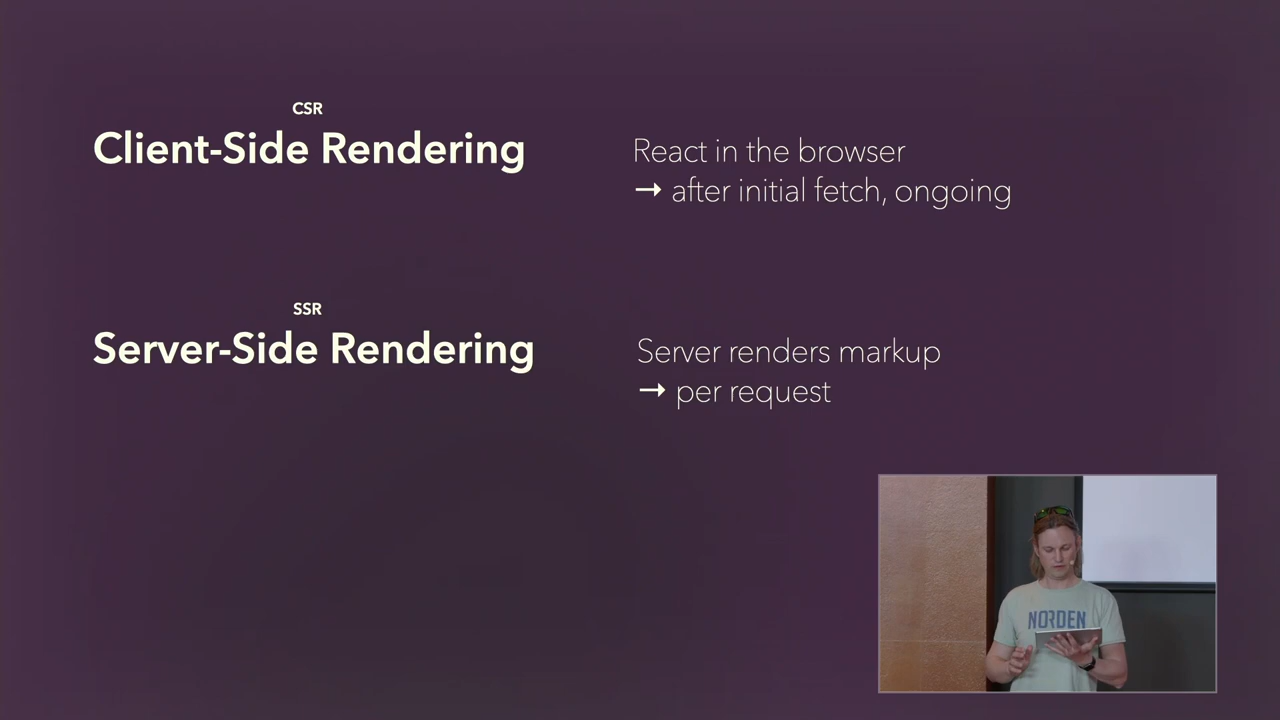 CSR
Client-Side Rendering
React in the browser
→ after initial fetch, ongoing
SSR
Server-Side Rendering
Server renders markup
→ per request
NORDEN